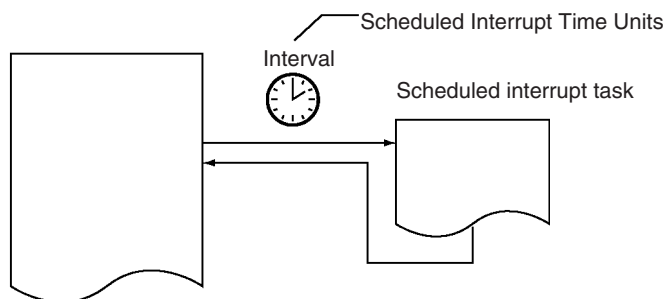 Scheduled Interrupt Time Units
Interval
Scheduled interrupt task